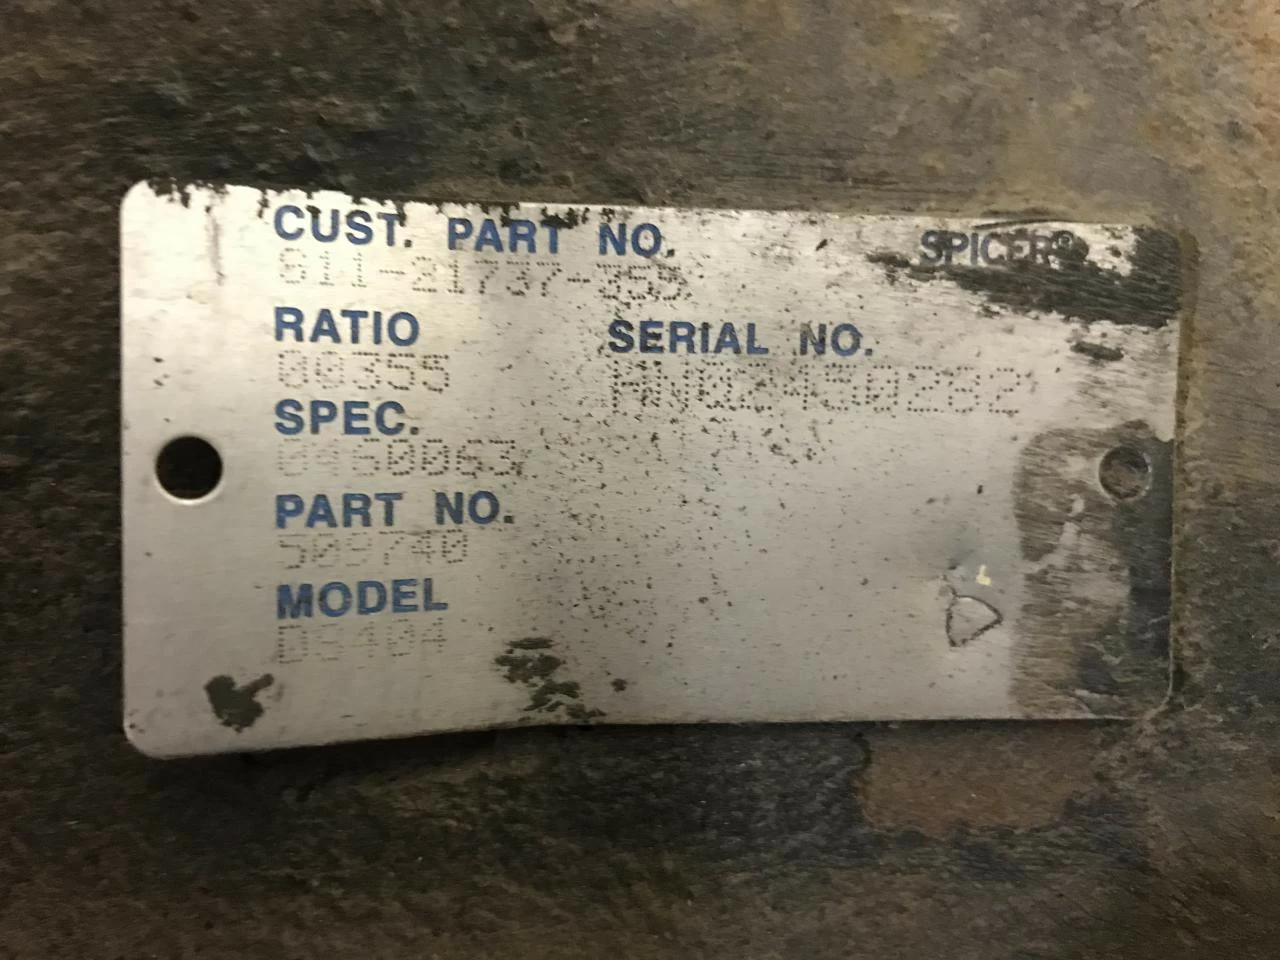 CUST. PART NO. SPICER®
611-21737-355
RATIO SERIAL NO.
00355
SPEC.
PART NO.
509740
MODEL
DS404